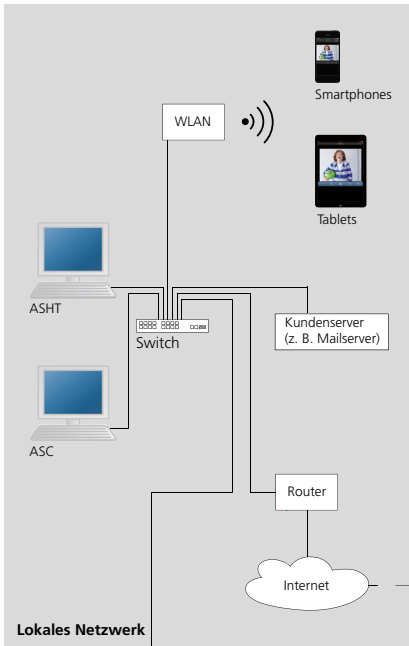 Smartphones
WLAN
Tablets
ASHT
Switch
Kundenserver
(z. B. Mailserver)
ASC
Router
Internet
Lokales Netzwerk